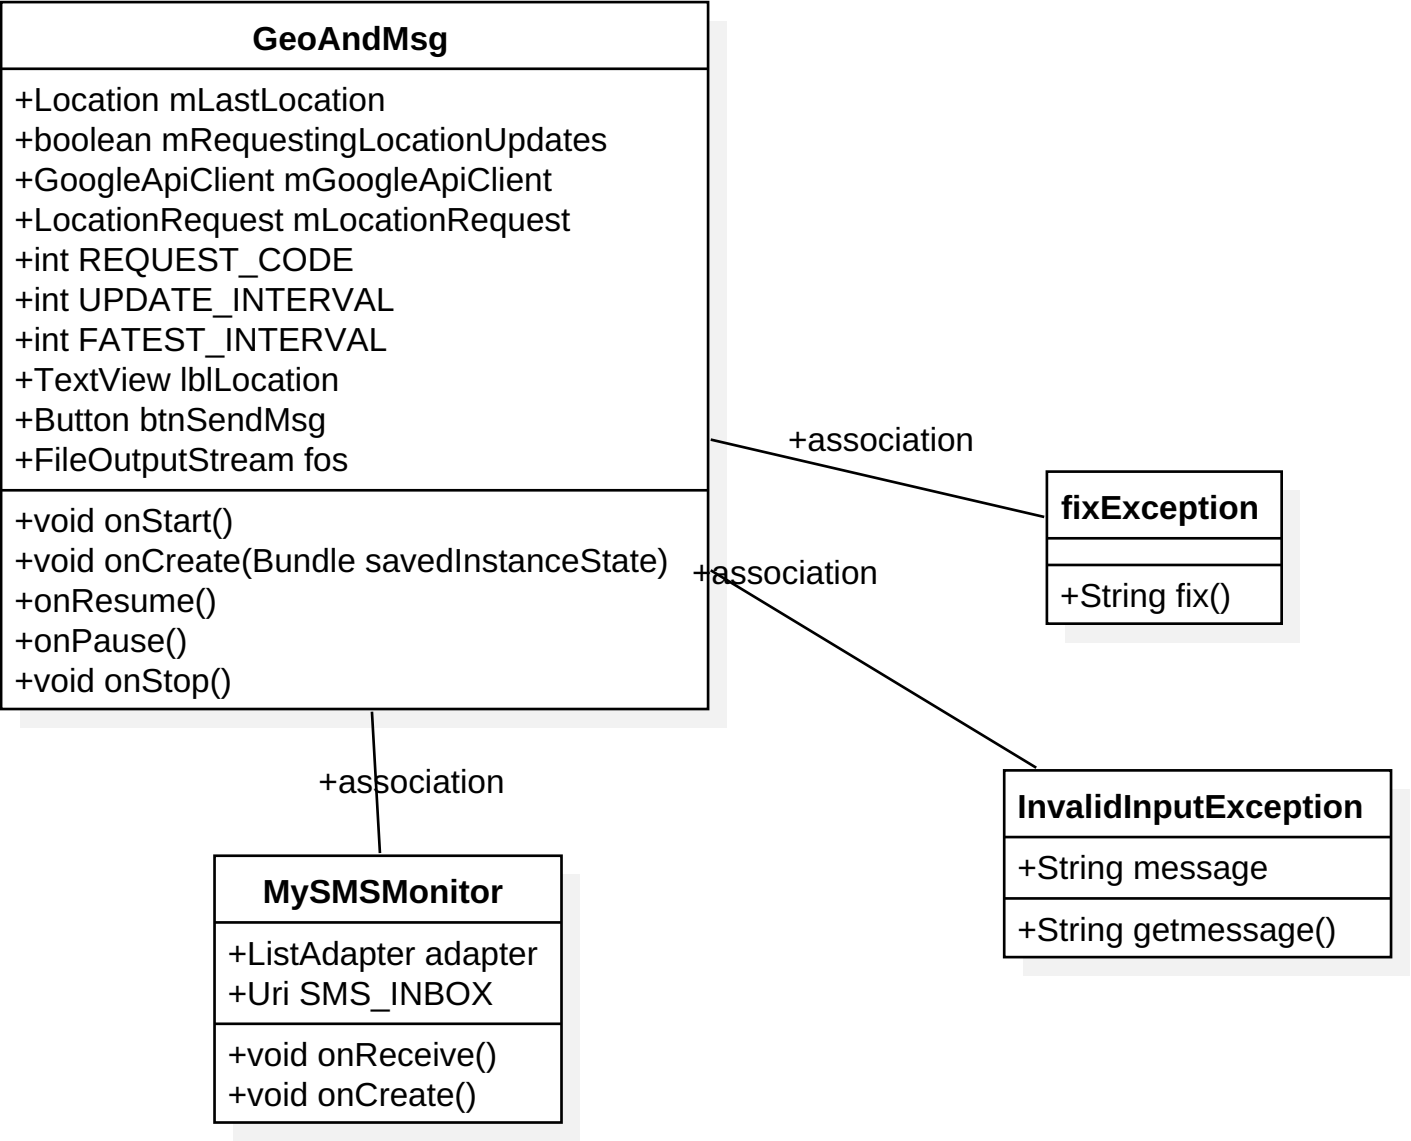 GeoAndMsg
+Location mLastLocation
+boolean mRequestingLocationUpdates
+GoogleApiClient mGoogleApiClient
+LocationRequest mLocationRequest
+int REQUEST_CODE
+int UPDATE_INTERVAL
+int FATEST_INTERVAL
+TextView lblLocation
+Button btnSendMsg
+FileOutputStream fos
+void onStart()
+void onCreate(Bundle savedInstanceState)
+onResume()
+onPause()
+void onStop()
+association
fixException
+String fix()
+association
InvalidInputException
+String message
+String getmessage()
+association
MySMSMonitor
+ListAdapter adapter
+Uri SMS_INBOX
+void onReceive()
+void onCreate()